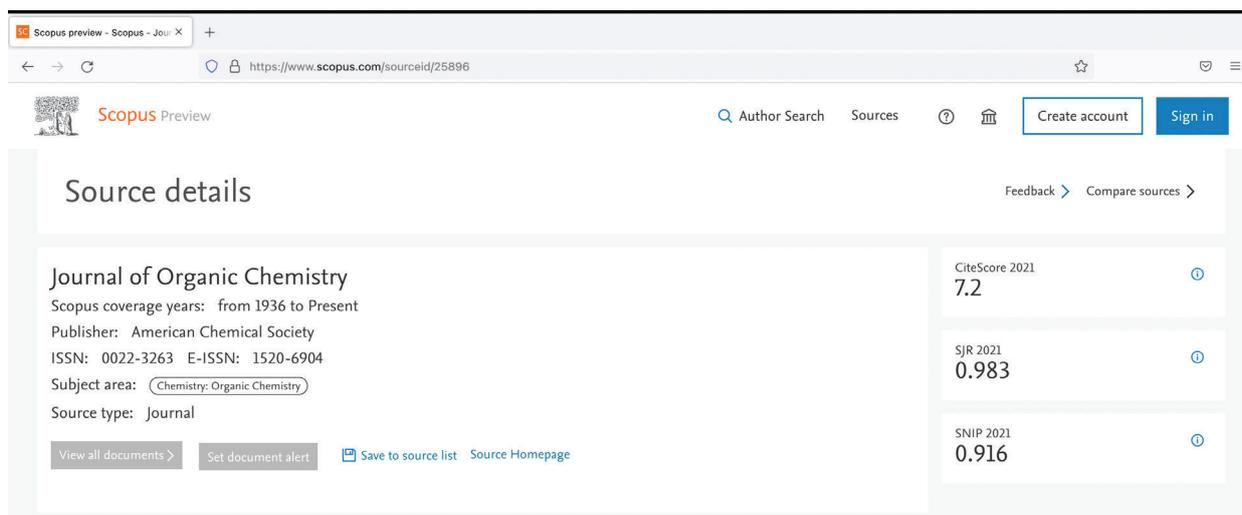 SC Scopus preview - Scopus - Jour
https://www.scopus.com/sourceid/25896
Scopus Preview
Author Search Sources Create account Sign in
Source details
Feedback Compare sources
Journal of Organic Chemistry
Scopus coverage years: from 1936 to Present
Publisher: American Chemical Society
ISSN: 0022-3263 E-ISSN: 1520-6904
Subject area: Chemistry: Organic Chemistry
Source type: Journal
View all documents Set document alert Save to source list Source Homepage
CiteScore 2021
7.2
SJR 2021
0.983
SNIP 2021
0.916